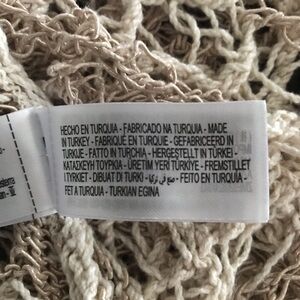 HECHO EN TURQUIA - FABRICADO NA TURQUIA - MADE
IN TURKEY - FABRIQUÉ EN TURQUIE - GEFABRICEERD IN
TURKIJE - FATTO IN TURCHIA - HERGESTELLT IN TÜRKEI -
ΚΑΤΑΣΚΕΥΗ ΤΟΥΡΚΙΑ - ÜRETIM YERİ TÜRKİYE - FREMSTILLET
TYRKIET - DIBUAT DI TURKI - صنع في تركيا - FEITO EN TURQUÍA -
FET A TURQUIA - TURKIAN EGINA